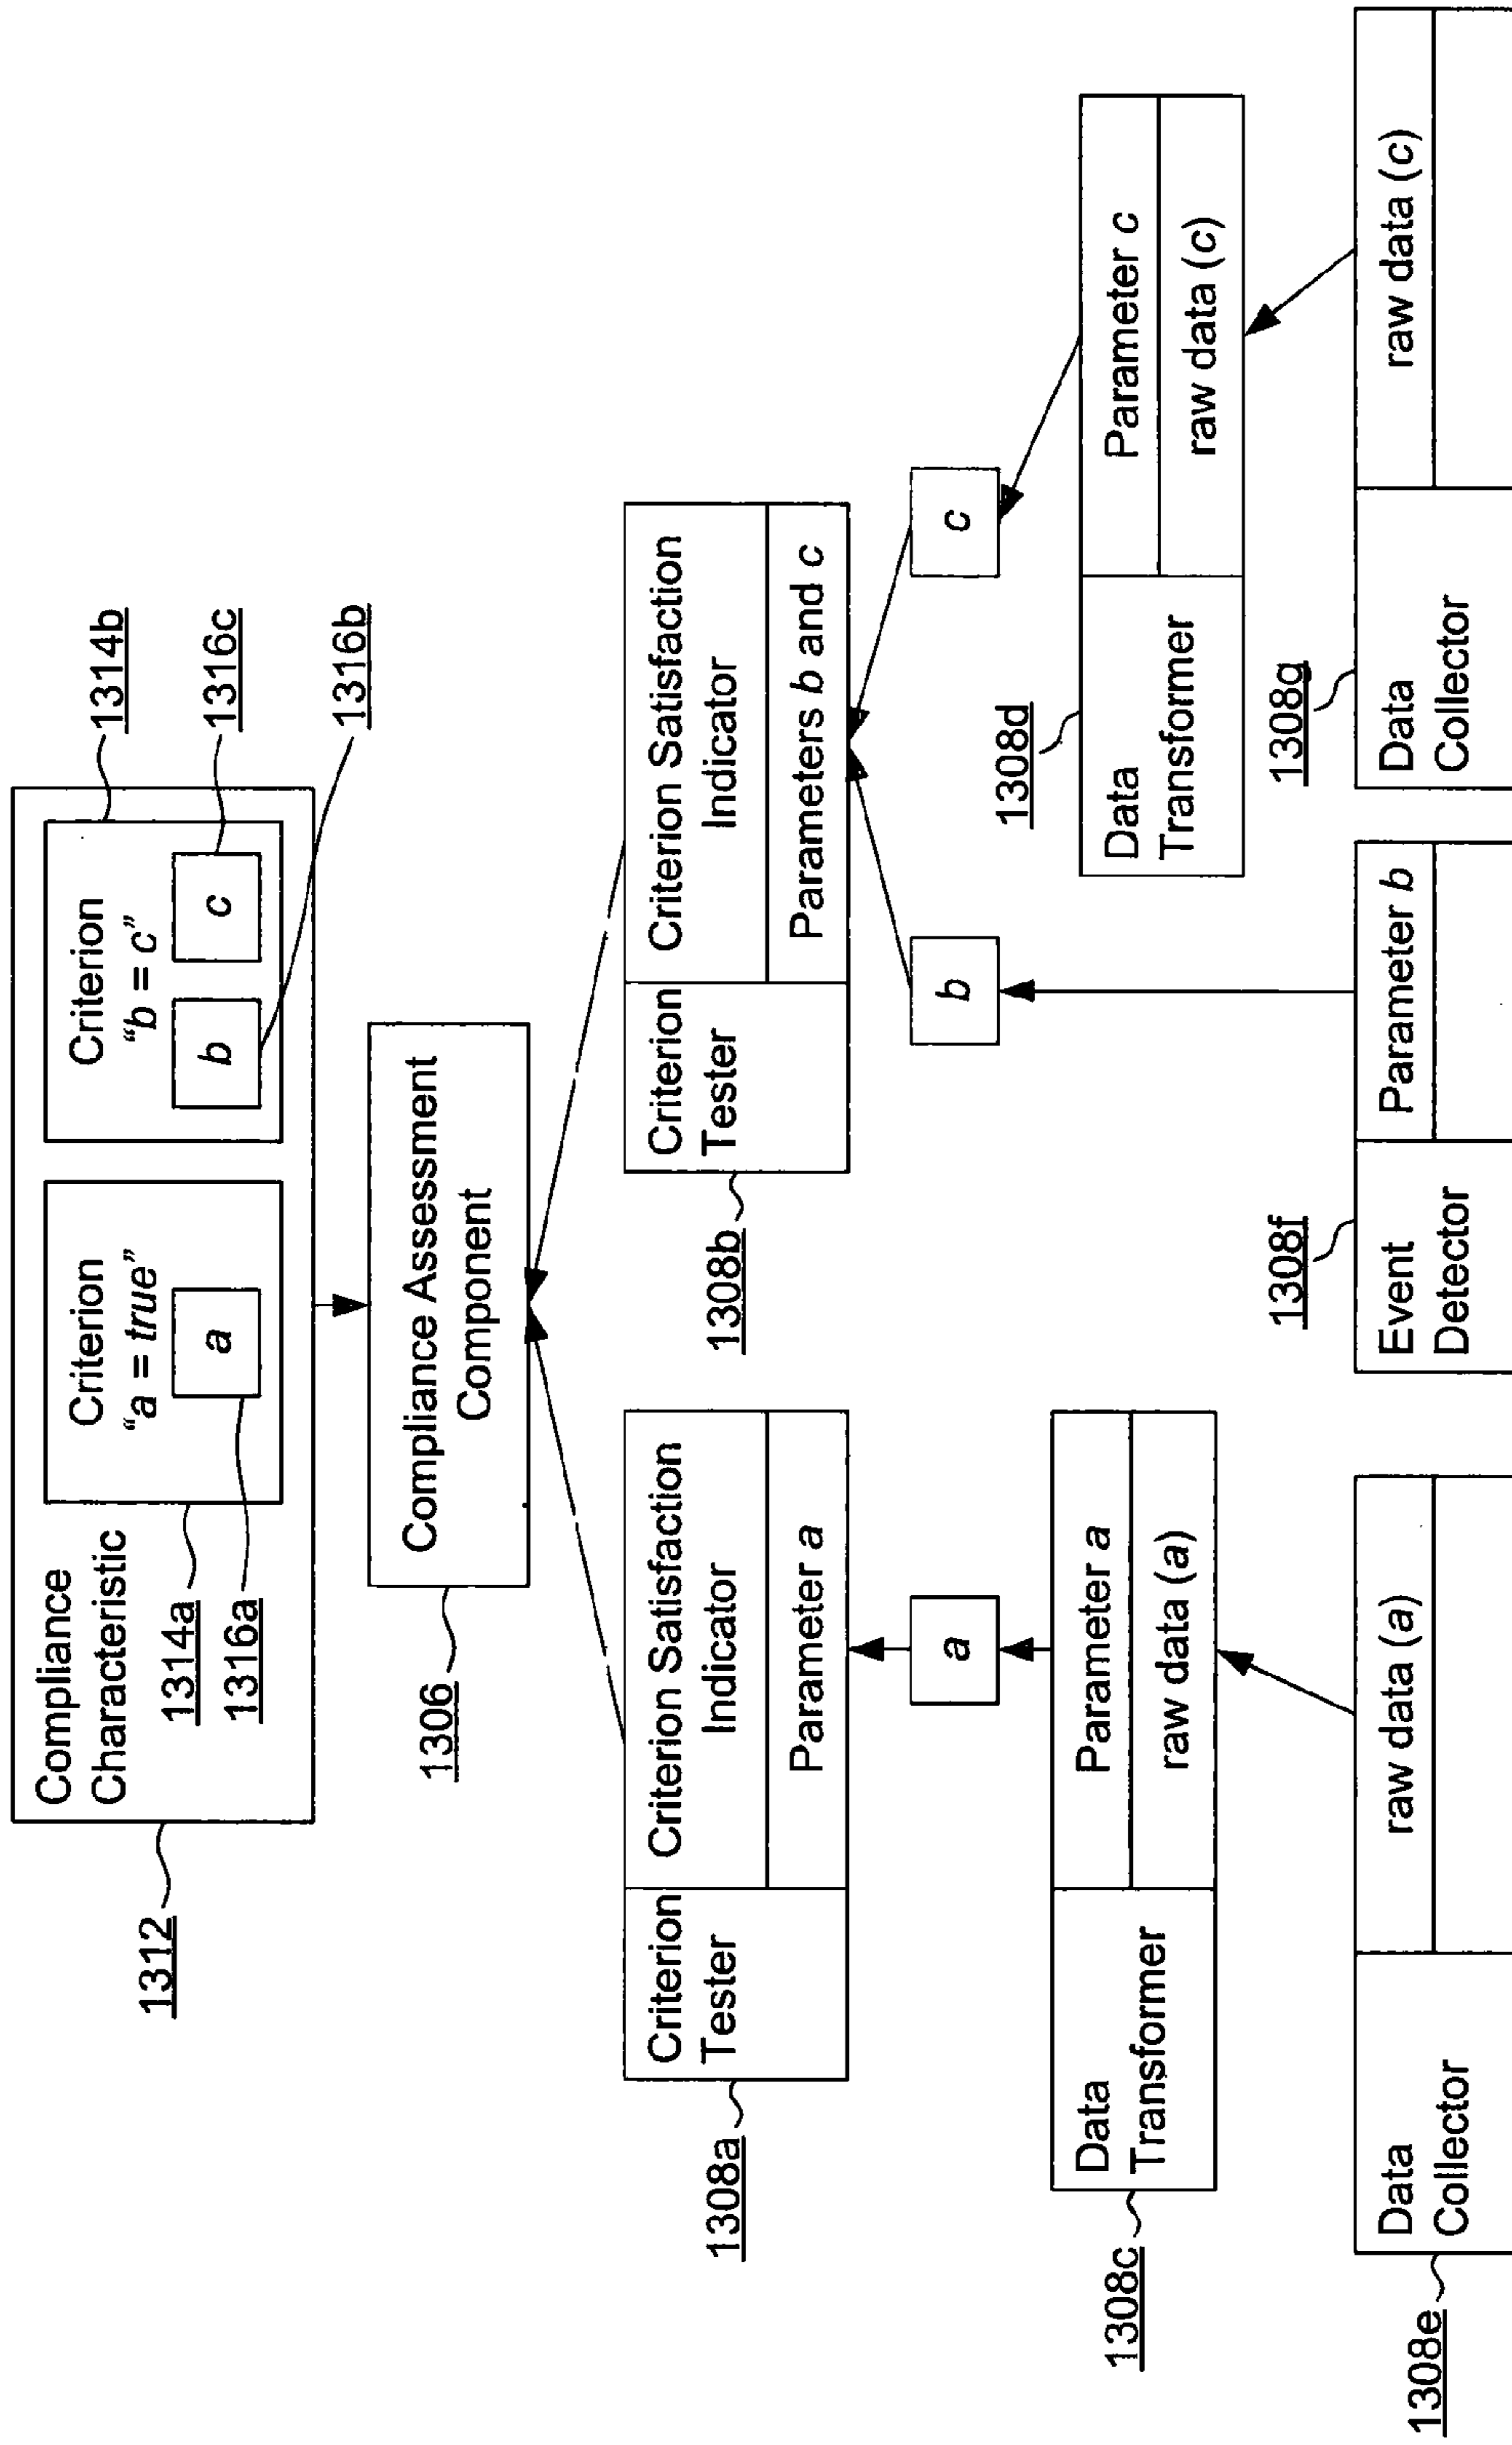 1312
Compliance
Characteristic
1314a
1316a
Criterion
“a = true”
a
Criterion
“b = c”
b
c
1314b
1316c
1316b
1306
Compliance Assessment
Component
1308a
Criterion
Tester
Criterion Satisfaction
Indicator
Parameter a
1308b
Criterion
Tester
Criterion Satisfaction
Indicator
Parameters b and c
a
b
c
1308c
Data
Transformer
Parameter a
raw data (a)
1308d
Data
Transformer
Parameter c
raw data (c)
1308e
Data
Collector
raw data (a)
1308f
Event
Detector
Parameter b
1308g
Data
Collector
raw data (c)